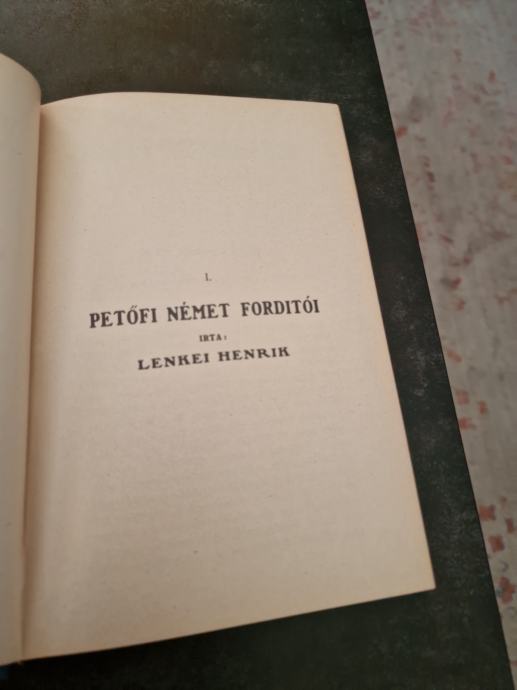 I.
PETŐFI NÉMET FORDITÓI
IRTA:
LENKEI HENRIK